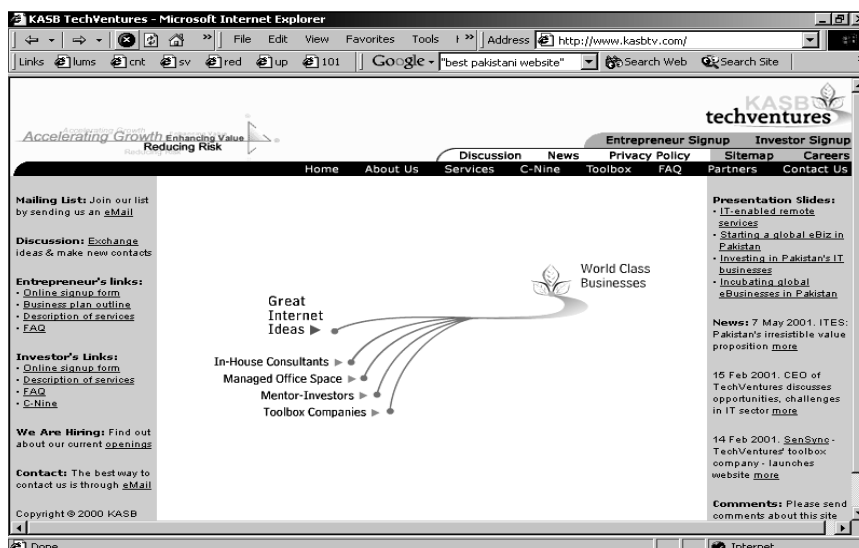 KASB TechVentures - Microsoft Internet Explorer
File Edit View Favorites Tools
Address http://www.kasbtv.com/
Links lums cnt sv red up 101 Google "best pakistani website" Search Web Search Site
KASB
techventures
Accelerating Growth Enhancing Value
Reducing Risk
Entrepreneur Signup Investor Signup
Discussion News Privacy Policy Sitemap Careers
Home About Us Services C-Nine Toolbox FAQ Partners Contact Us
Mailing List: Join our list
by sending us an eMail
Discussion: Exchange
ideas & make new contacts
Entrepreneur's links:
• Online signup form
• Business plan outline
• Description of services
• FAQ
Investor's Links:
• Online signup form
• Description of services
• FAQ
• C-Nine
We Are Hiring: Find out
about our current openings
Contact: The best way to
contact us is through eMail
Copyright © 2000 KASB
World Class
Businesses
Great
Internet
Ideas
In-House Consultants
Managed Office Space
Mentor-Investors
Toolbox Companies
Presentation Slides:
• IT-enabled remote
services
• Starting a global eBiz in
Pakistan
• Investing in Pakistan's IT
businesses
• Incubating global
eBusinesses in Pakistan
News: 7 May 2001. ITES:
Pakistan's irresistible value
proposition more
15 Feb 2001. CEO of
TechVentures discusses
opportunities, challenges
in IT sector more
14 Feb 2001. SenSync -
TechVentures' toolbox
company - launches
website more
Comments: Please send
comments about this site
Done
Internet